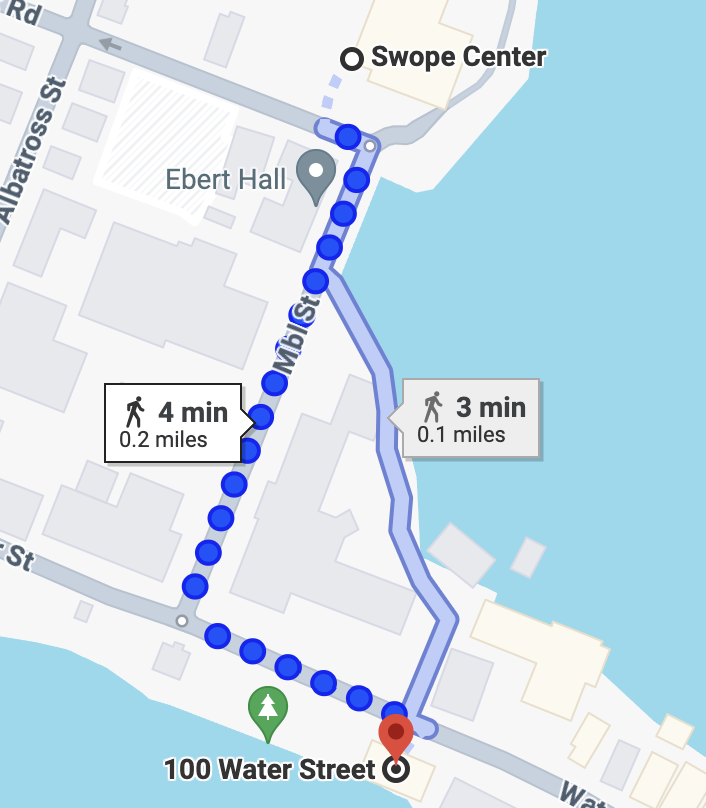 Rd
Swope Center
Albatross St
Ebert Hall
Mbl St
4 min
0.2 miles
3 min
0.1 miles
St
100 Water Street
Wat